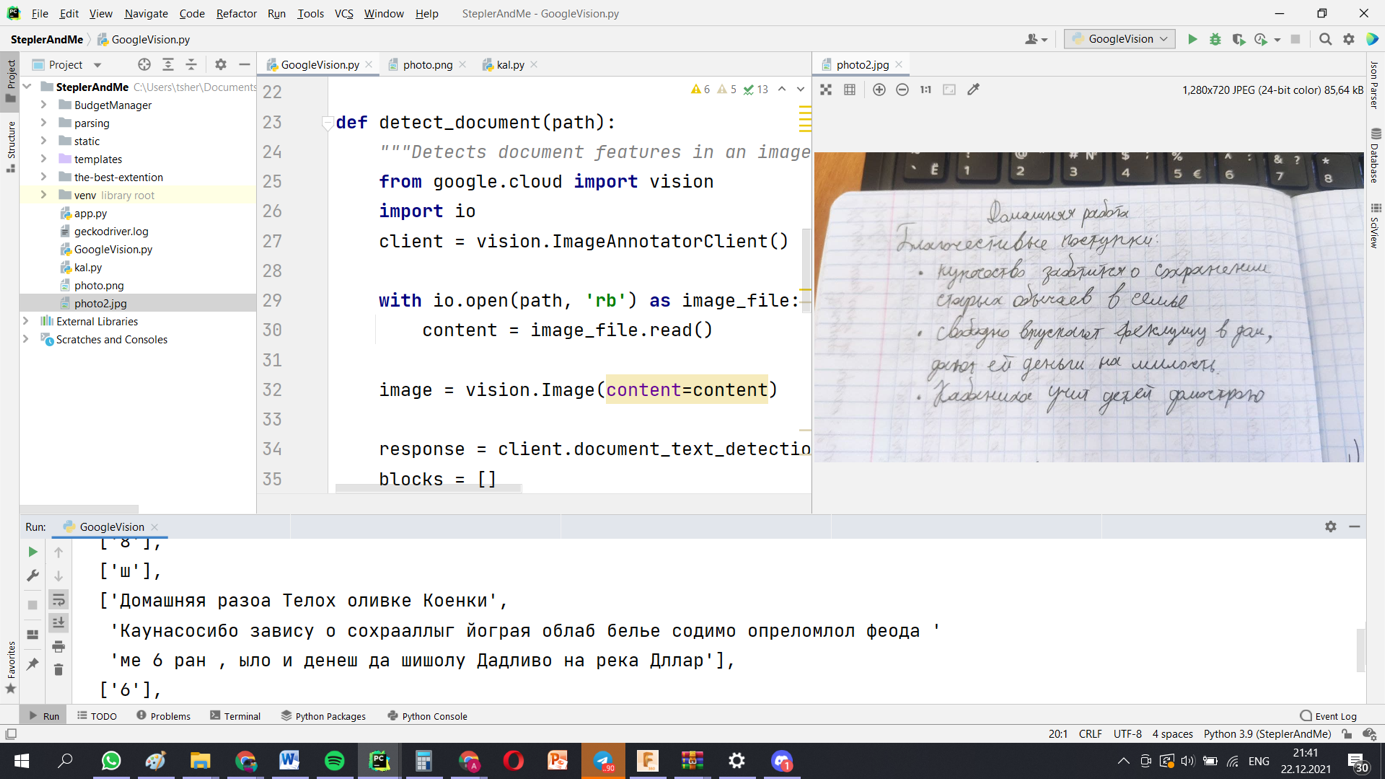 File Edit View Navigate Code Refactor Run Tools VCS Window Help StepIerAndMe - GoogleVision.py
SteplerAndMe GoogleVision.py GoogleVision
Project GoogleVision.py photo.png kal.py photo2.jpg
6 5 13 1:1 1,280x720 JPEG (24-bit color) 85,64 kB
SteplerAndMe C:\Users\tsher\Documents
BudgetManager
parsing
static
templates
the-best-extention
venv library root
app.py
geckodriver.log
GoogleVision.py
kal.py
photo.png
photo2.jpg
External Libraries
Scratches and Consoles
22
23 def detect_document(path):
24 """Detects document features in an image
25 from google.cloud import vision
26 import io
27 client = vision.ImageAnnotatorClient()
28
29 with io.open(path, 'rb') as image_file:
30 content = image_file.read()
31
32 image = vision.Image(content=content)
33
34 response = client.document_text_detectio
35 blocks = []
Домашняя работа
Благочестивые поступки:
• купечество заботится о сохранении
старых обычаев в семье
• свободно впускают в дом,
дают ей деньги на милость.
• Кабаниха учит детей домострою
Project
Structure
Favorites
Json Parser
Database
SciView
Run: GoogleVision
['8'],
['ш'],
['Домашняя разоа Телох оливке Коенки',
'Каунасосибо завису о сохрааллыг йограя облаб белье содимо опреломлол феода '
'ме 6 ран , ыло и денеш да шишолу Дадливо на река Дллар'],
['6'],
Run TODO Problems Terminal Python Packages Python Console Event Log
20:1 CRLF UTF-8 4 spaces Python 3.9 (SteplerAndMe)
ENG 21:41
22.12.2021 30